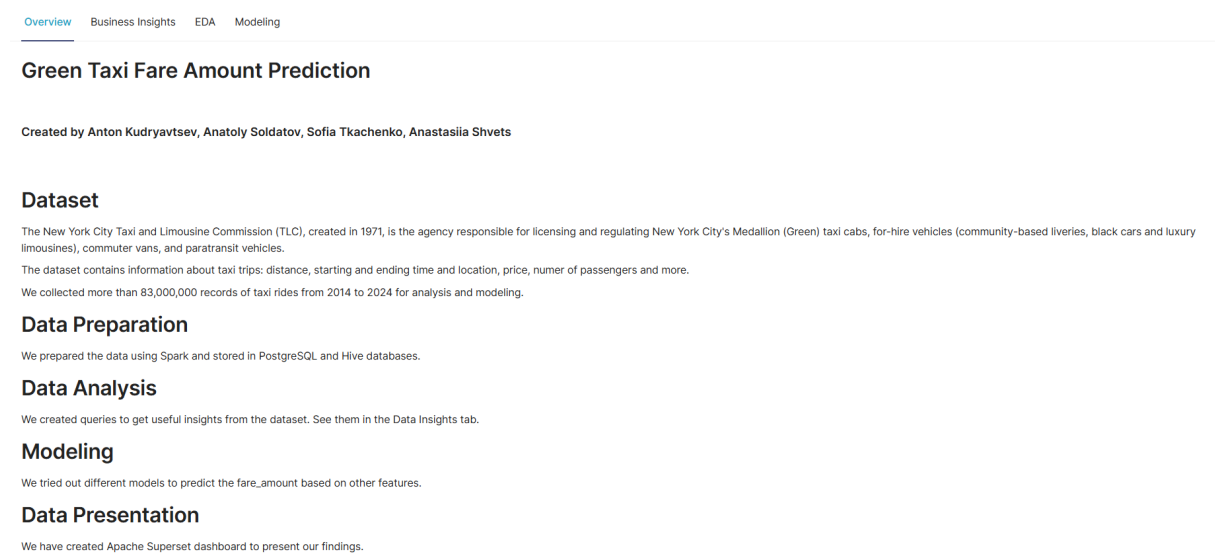 Overview Business Insights EDA Modeling
Green Taxi Fare Amount Prediction
Created by Anton Kudryavtsev, Anatoly Soldatov, Sofia Tkachenko, Anastasiia Shvets
Dataset
The New York City Taxi and Limousine Commission (TLC), created in 1971, is the agency responsible for licensing and regulating New York City's Medallion (Green) taxi cabs, for-hire vehicles (community-based liveries, black cars and luxury
limousines), commuter vans, and paratransit vehicles.
The dataset contains information about taxi trips: distance, starting and ending time and location, price, numer of passengers and more.
We collected more than 83,000,000 records of taxi rides from 2014 to 2024 for analysis and modeling.
Data Preparation
We prepared the data using Spark and stored in PostgreSQL and Hive databases.
Data Analysis
We created queries to get useful insights from the dataset. See them in the Data Insights tab.
Modeling
We tried out different models to predict the fare_amount based on other features.
Data Presentation
We have created Apache Superset dashboard to present our findings.